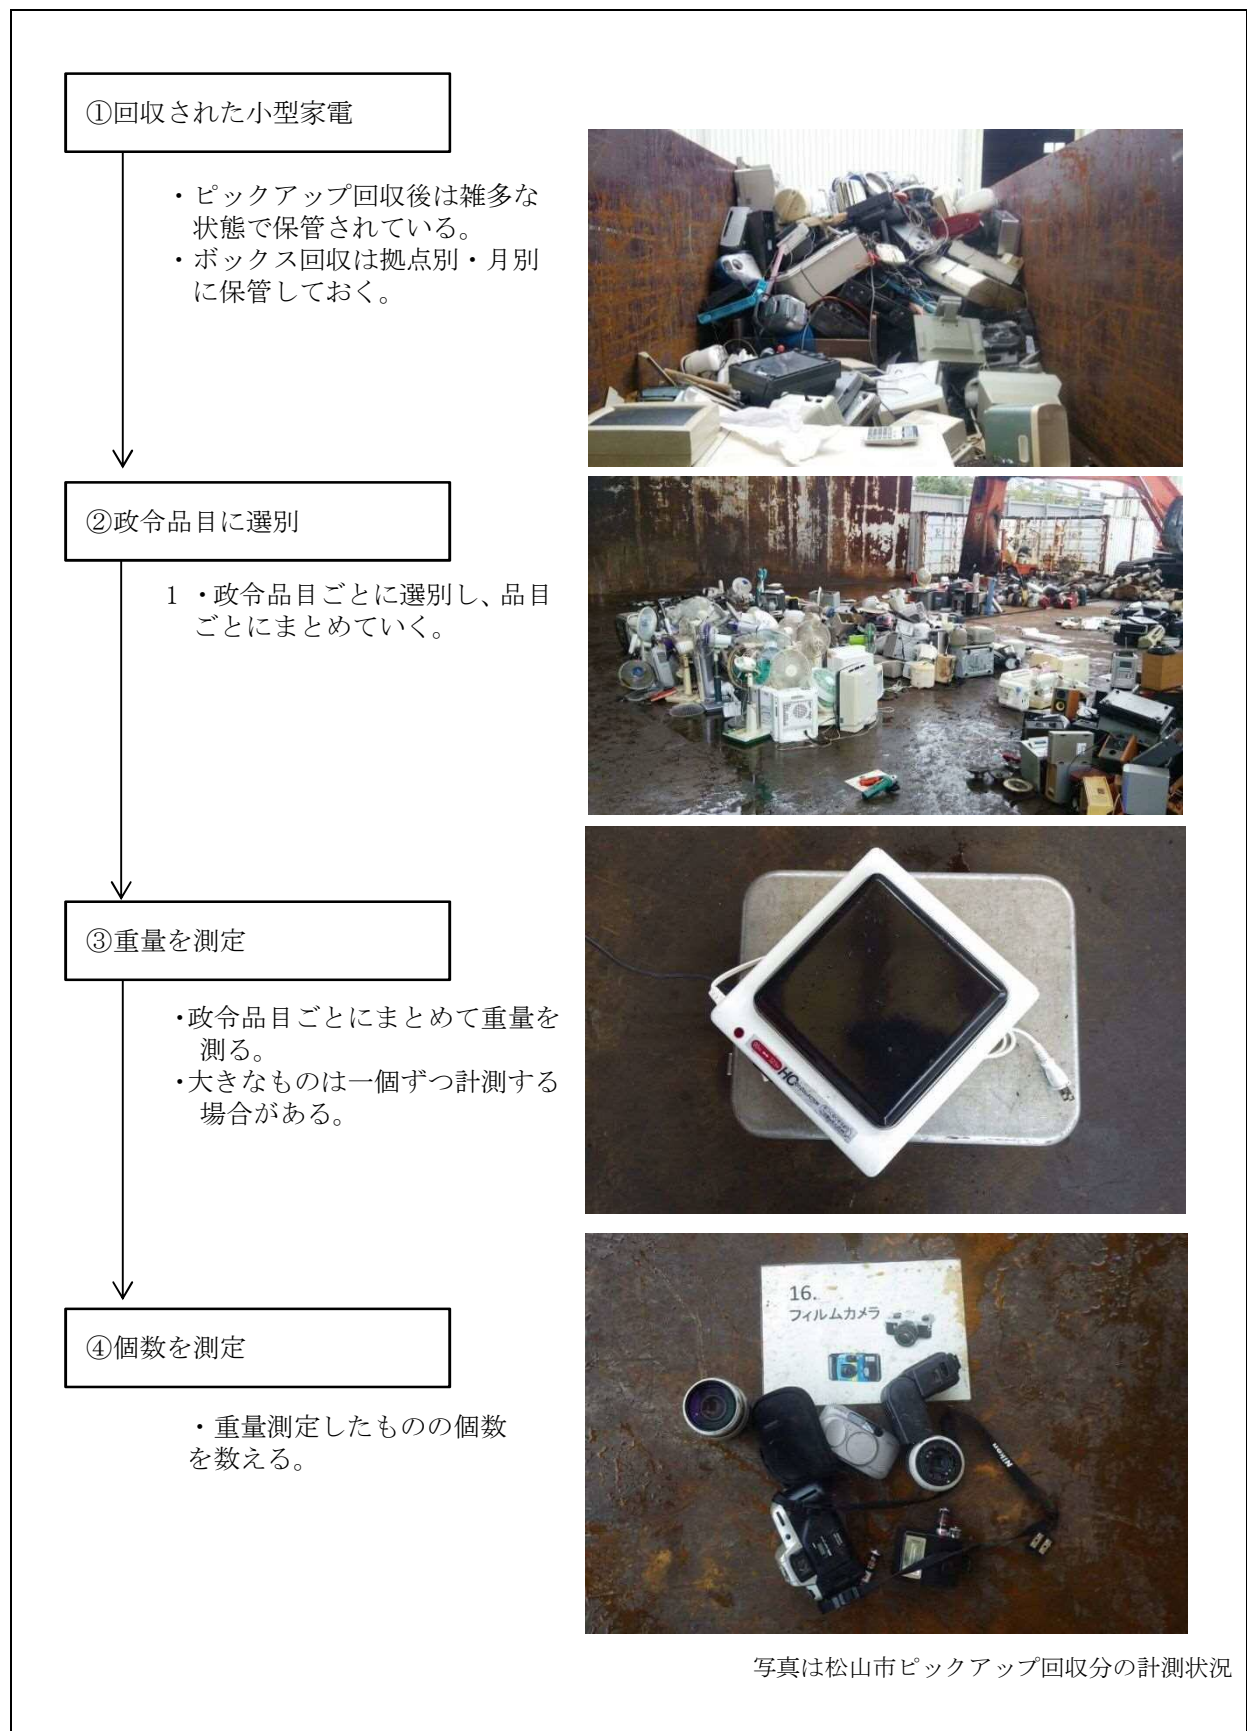 ①回収された小型家電
・ピックアップ回収後は雑多な
状態で保管されている。
・ボックス回収は拠点別・月別
に保管しておく。
②政令品目に選別
1 ・政令品目ごとに選別し、品目
ごとにまとめていく。
③重量を測定
・政令品目ごとにまとめて重量を
測る。
・大きなものは一個ずつ計測する
場合がある。
HC
16.
フィルムカメラ
Nikon
④個数を測定
・重量測定したものの個数
を数える。
写真は松山市ピックアップ回収分の計測状況